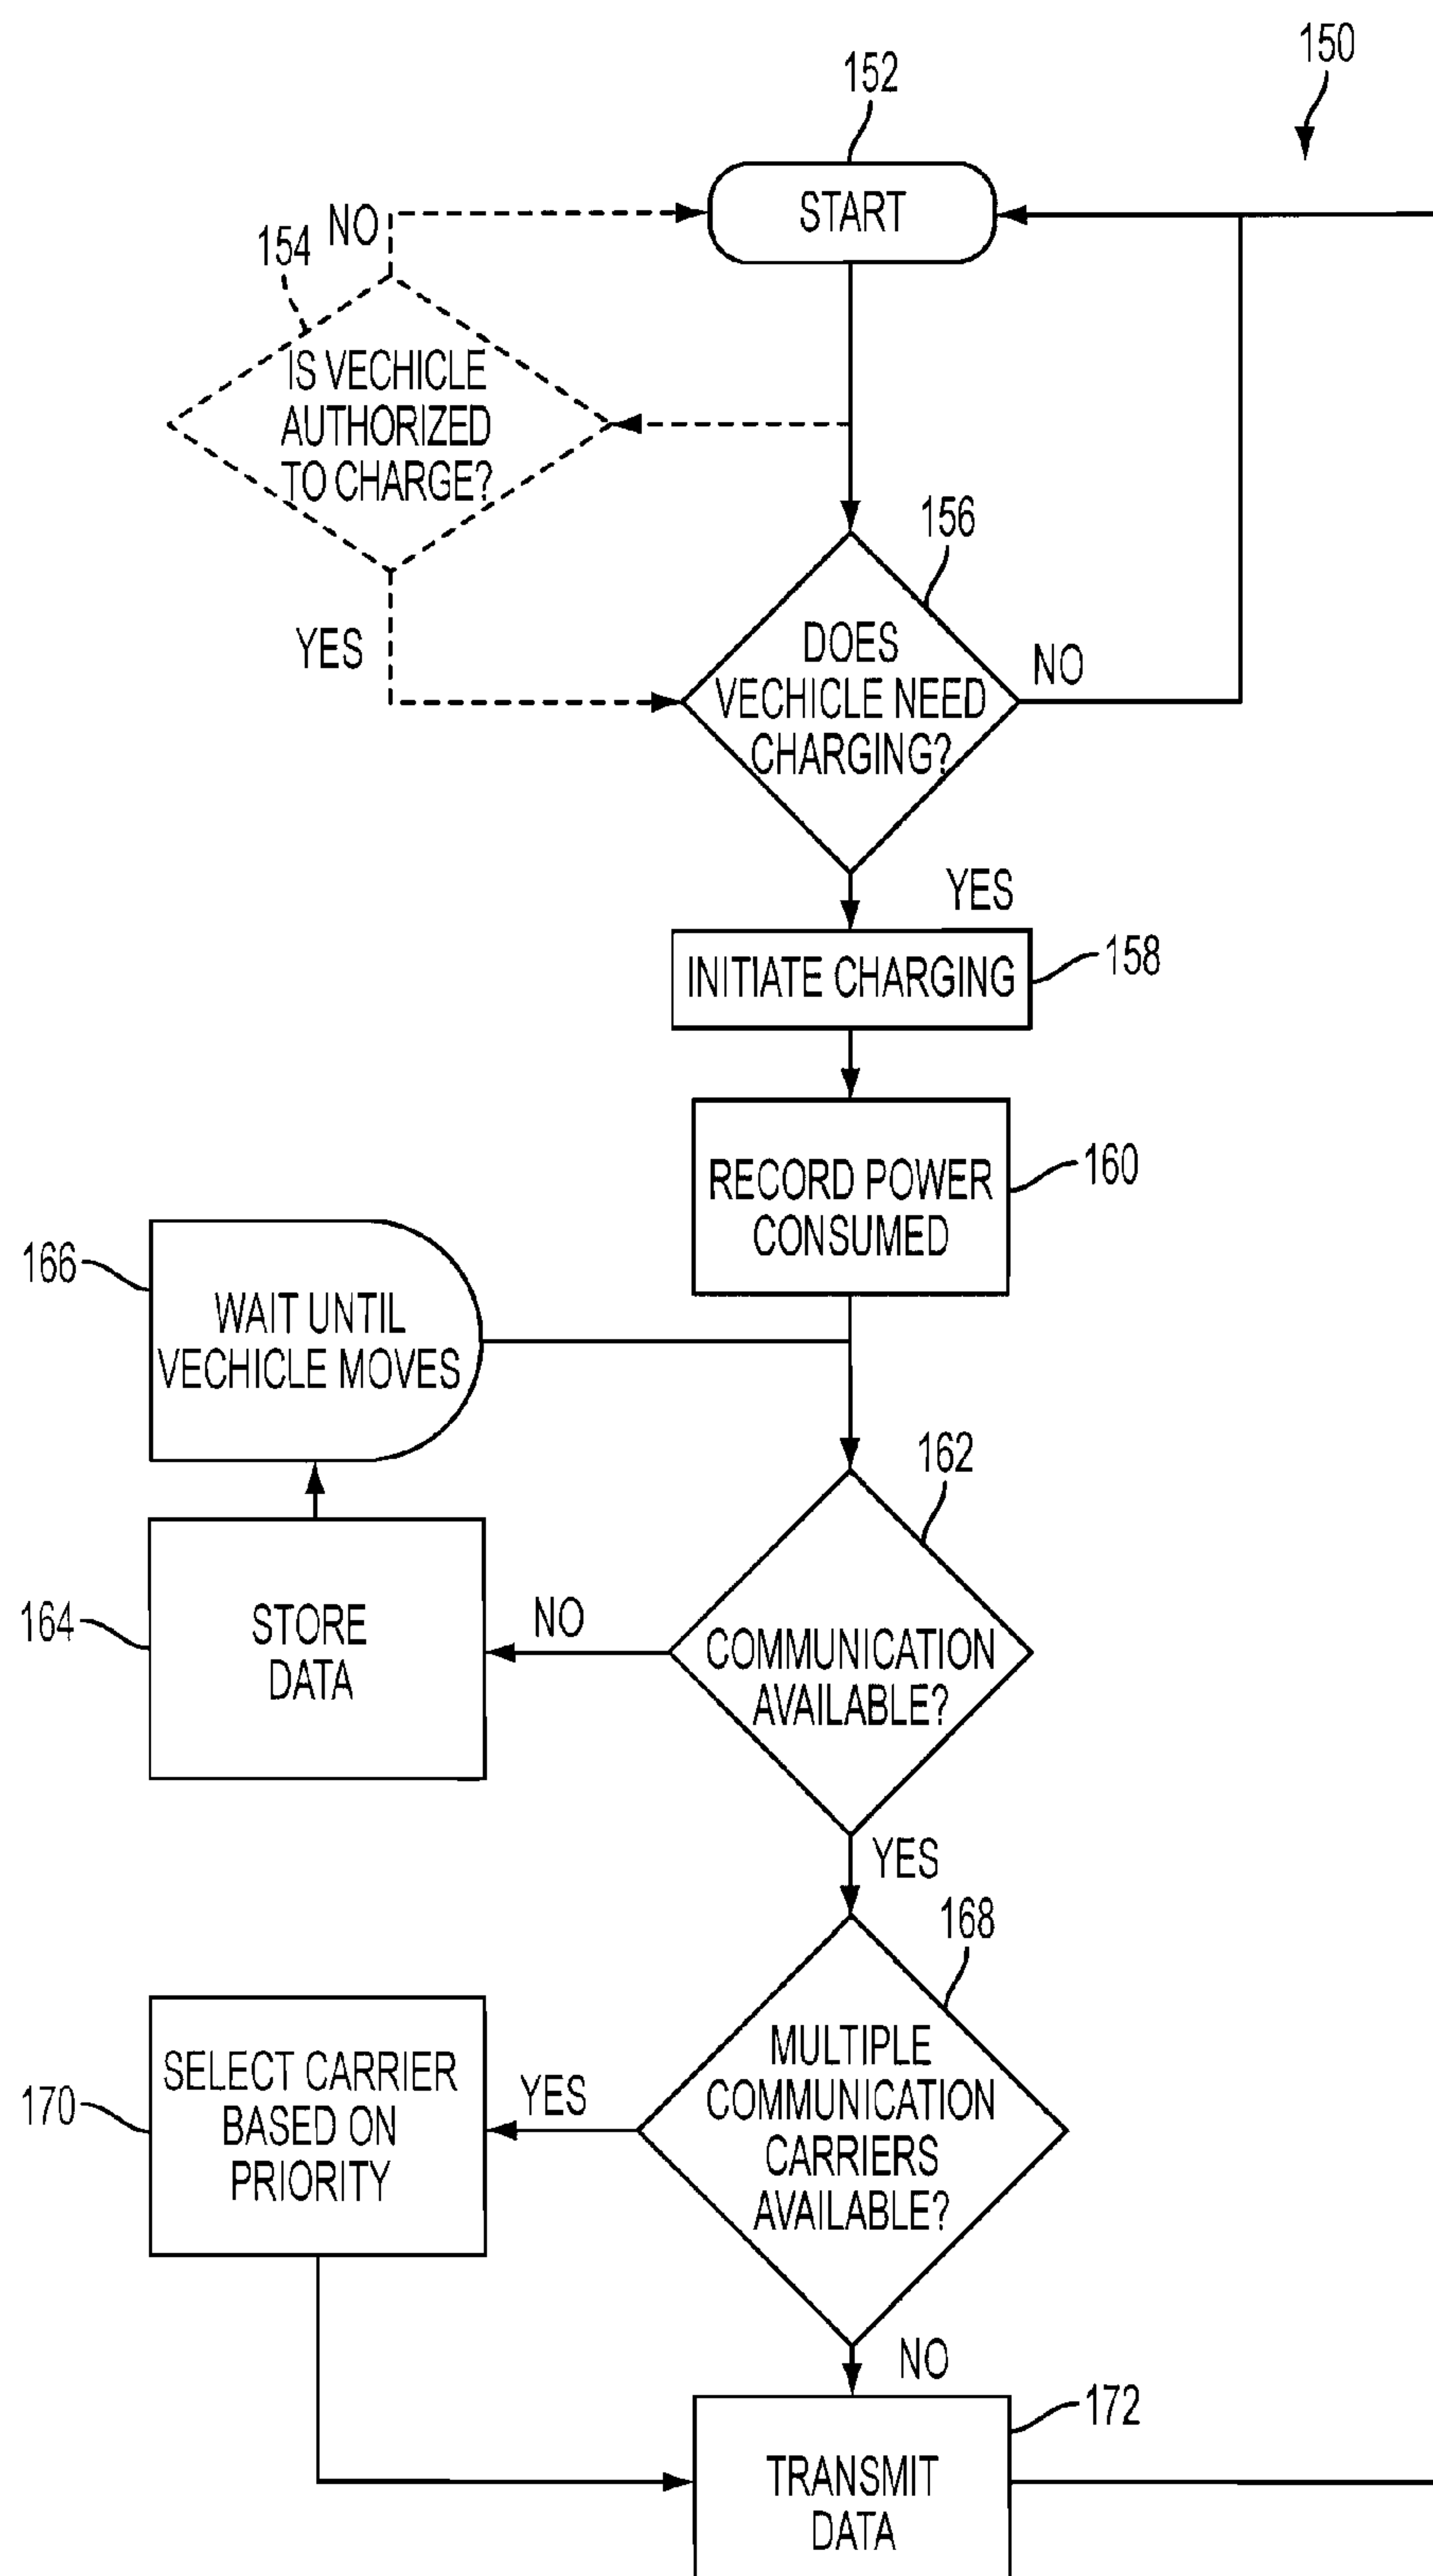 150
152
START
NO
154
IS VECHICLE
AUTHORIZED
TO CHARGE?
YES
156
DOES
VECHICLE NEED
CHARGING?
NO
YES
INITIATE CHARGING
158
RECORD POWER
CONSUMED
160
166
WAIT UNTIL
VECHICLE MOVES
162
COMMUNICATION
AVAILABLE?
NO
164
STORE
DATA
YES
168
MULTIPLE
COMMUNICATION
CARRIERS
AVAILABLE?
YES
170
SELECT CARRIER
BASED ON
PRIORITY
NO
172
TRANSMIT
DATA